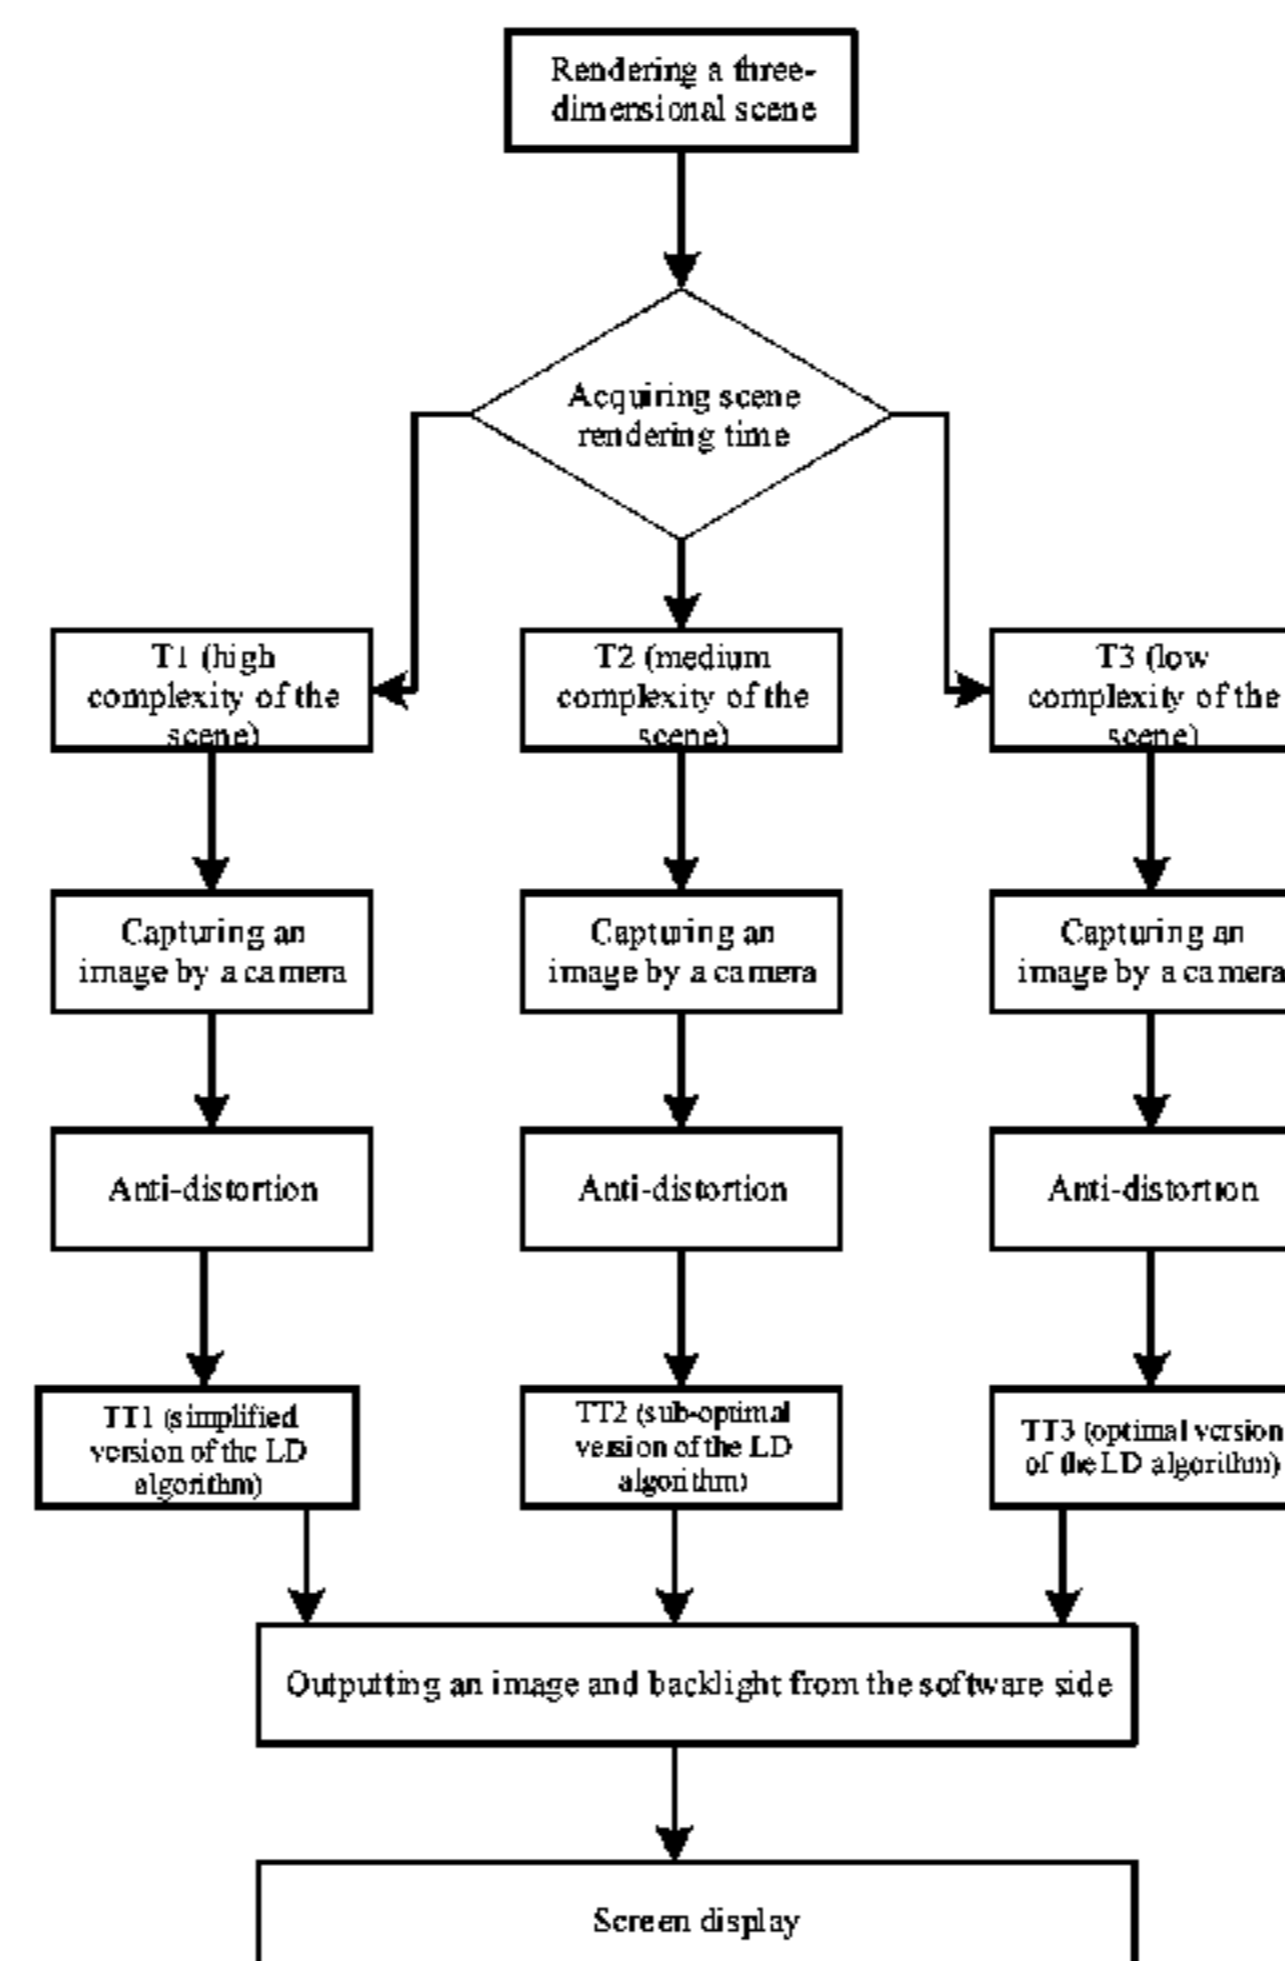 Rendering a three-
dimensional scene
Acquiring scene
rendering time
T1 (high
complexity of the
scene)
T2 (medium
complexity of the
scene)
T3 (low
complexity of the
scene)
Capturing an
image by a camera
Capturing an
image by a camera
Capturing an
image by a camera
Anti-distortion
Anti-distortion
Anti-distortion
TT1 (simplified
version of the LD
algorithm)
TT2 (sub-optimal
version of the LD
algorithm)
TT3 (optimal version
of the LD algorithm)
Outputting an image and backlight from the software side
Screen display